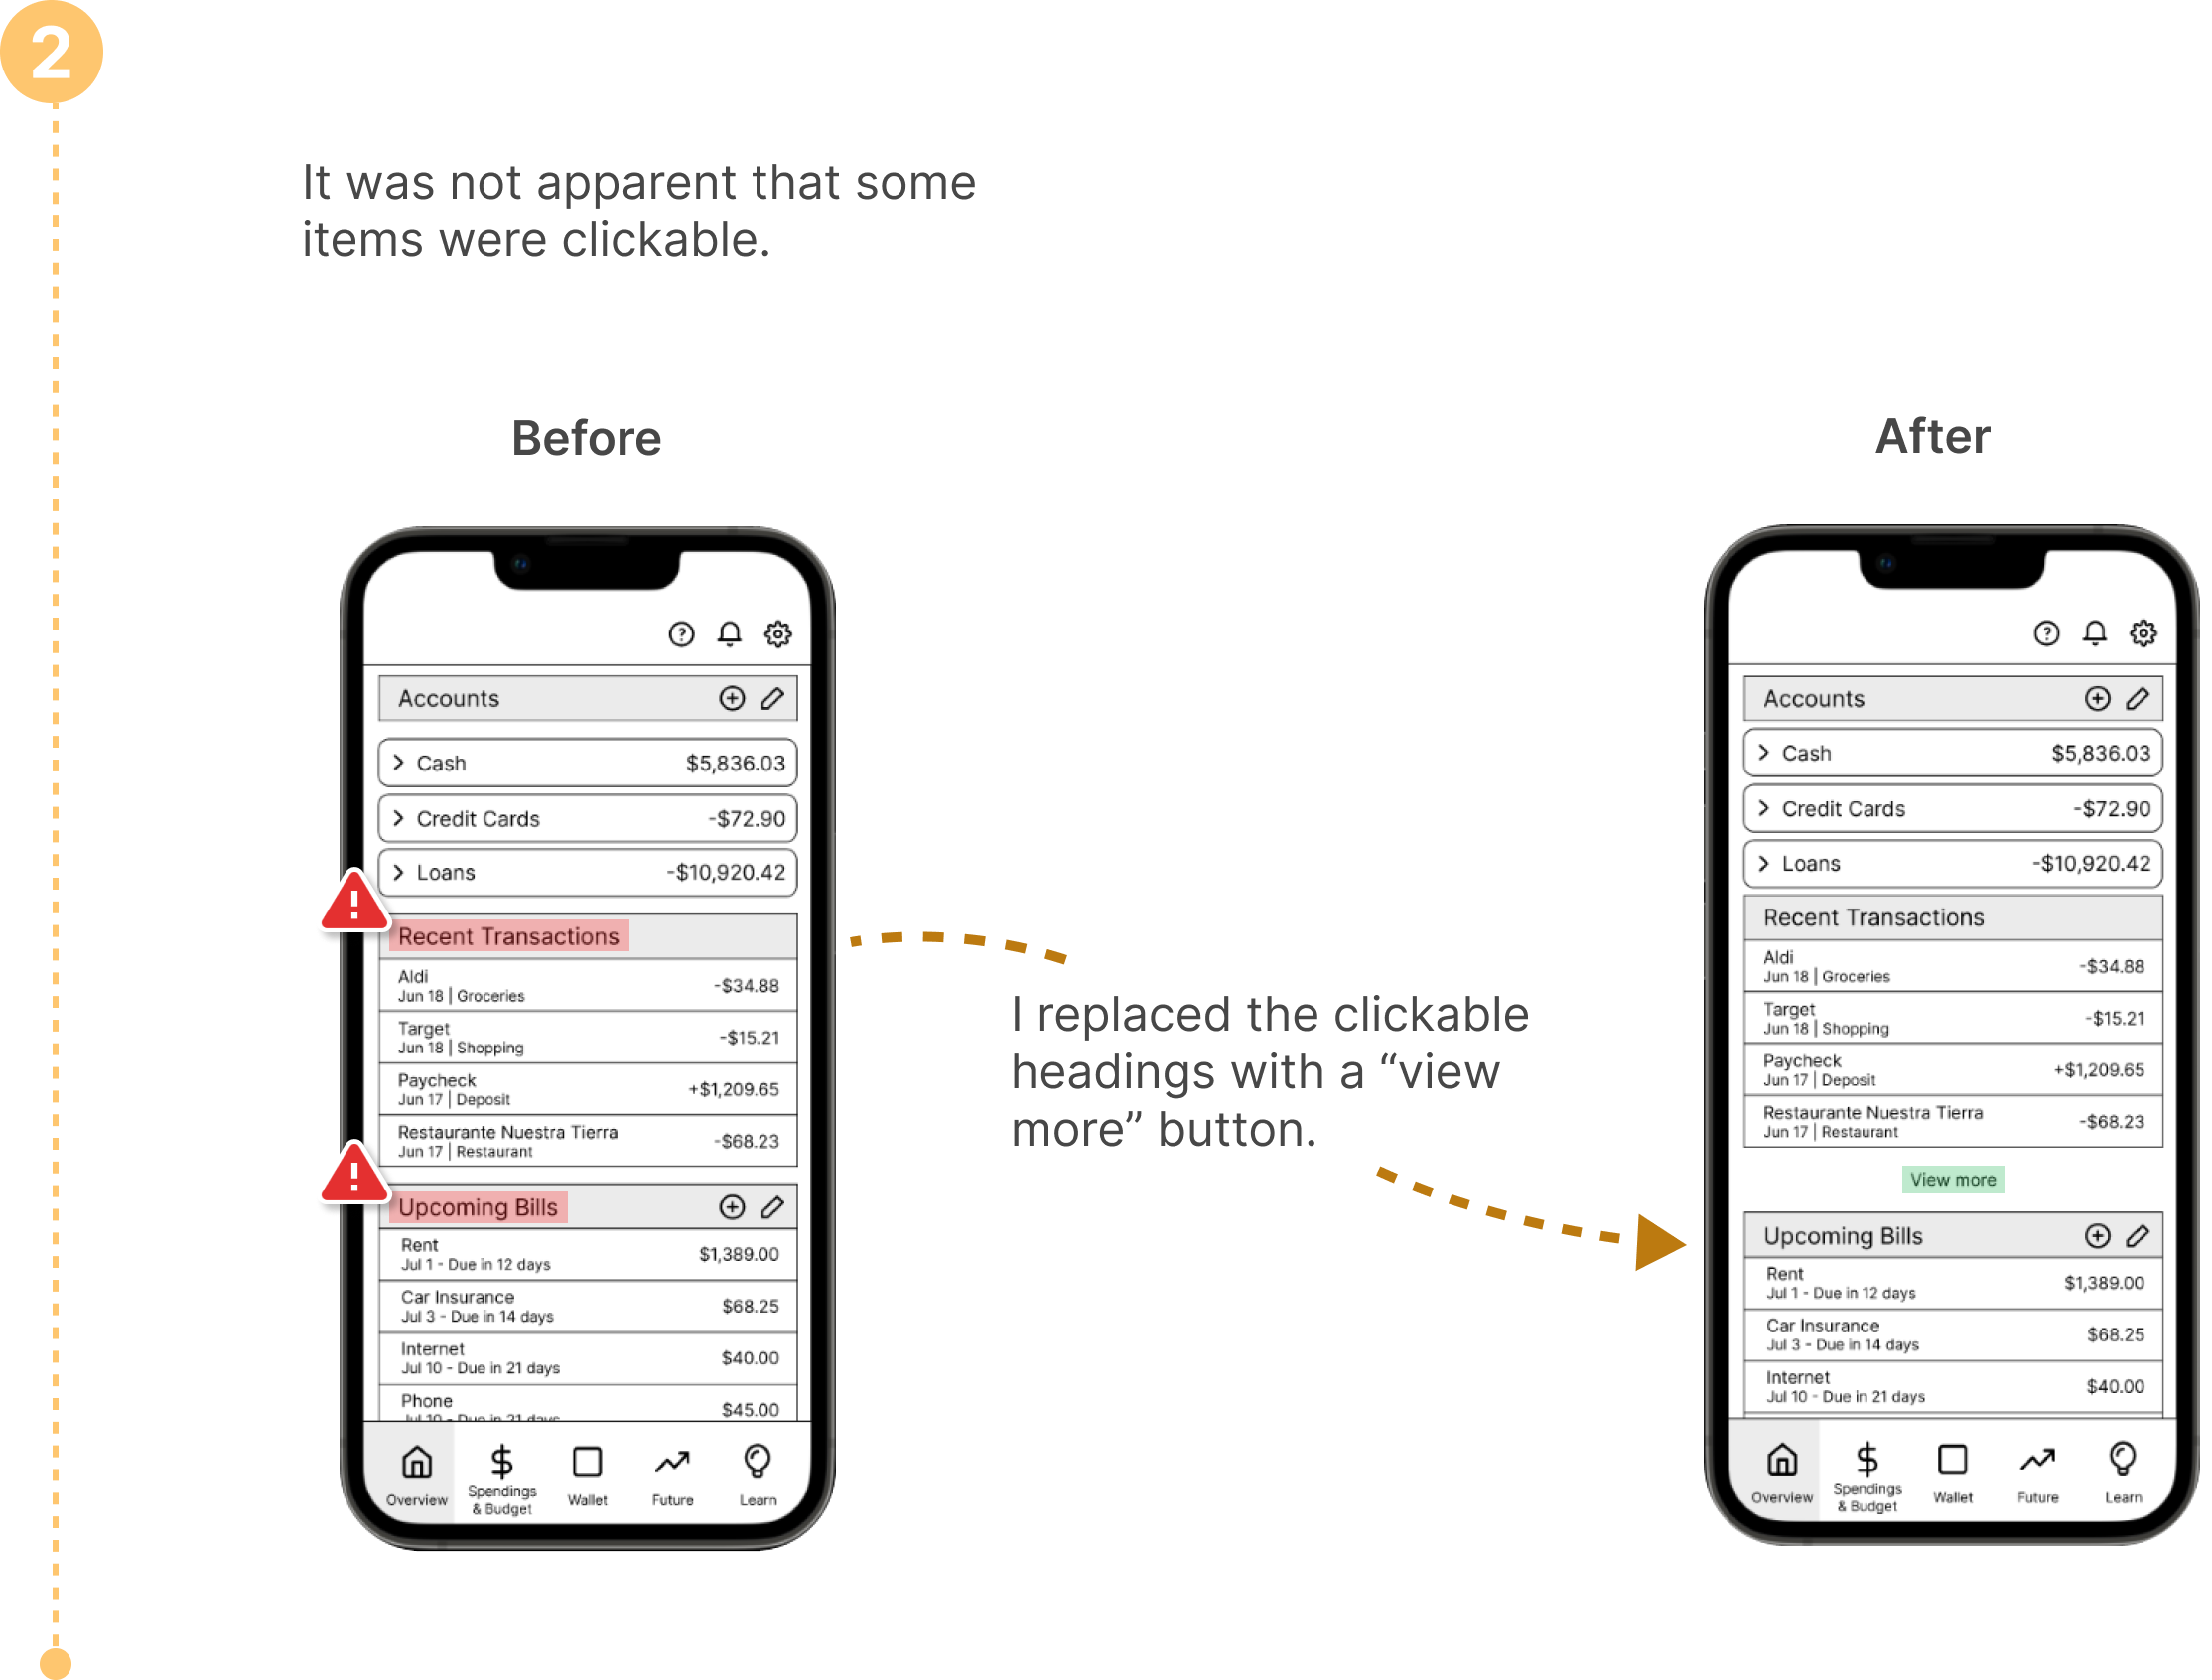 2
It was not apparent that some
items were clickable.
Before
Accounts
Cash $5,836.03
Credit Cards -$72.90
Loans -$10,920.42
Recent Transactions
Aldi
Jun 18 | Groceries -$34.88
Target
Jun 18 | Shopping -$15.21
Paycheck
Jun 17 | Deposit +$1,209.65
Restaurante Nuestra Tierra
Jun 17 | Restaurant -$68.23
Upcoming Bills
Rent
Jul 1 - Due in 12 days $1,389.00
Car Insurance
Jul 3 - Due in 14 days $68.25
Internet
Jul 10 - Due in 21 days $40.00
Phone $45.00
Jul 10 - Due in 21 days
Overview
Spendings
& Budget
Wallet
Future
Learn
I replaced the clickable
headings with a “view
more” button.
After
Accounts
Cash $5,836.03
Credit Cards -$72.90
Loans -$10,920.42
Recent Transactions
Aldi
Jun 18 | Groceries -$34.88
Target
Jun 18 | Shopping -$15.21
Paycheck
Jun 17 | Deposit +$1,209.65
Restaurante Nuestra Tierra
Jun 17 | Restaurant -$68.23
View more
Upcoming Bills
Rent
Jul 1 - Due in 12 days $1,389.00
Car Insurance
Jul 3 - Due in 14 days $68.25
Internet
Jul 10 - Due in 21 days $40.00
Overview
Spendings
& Budget
Wallet
Future
Learn